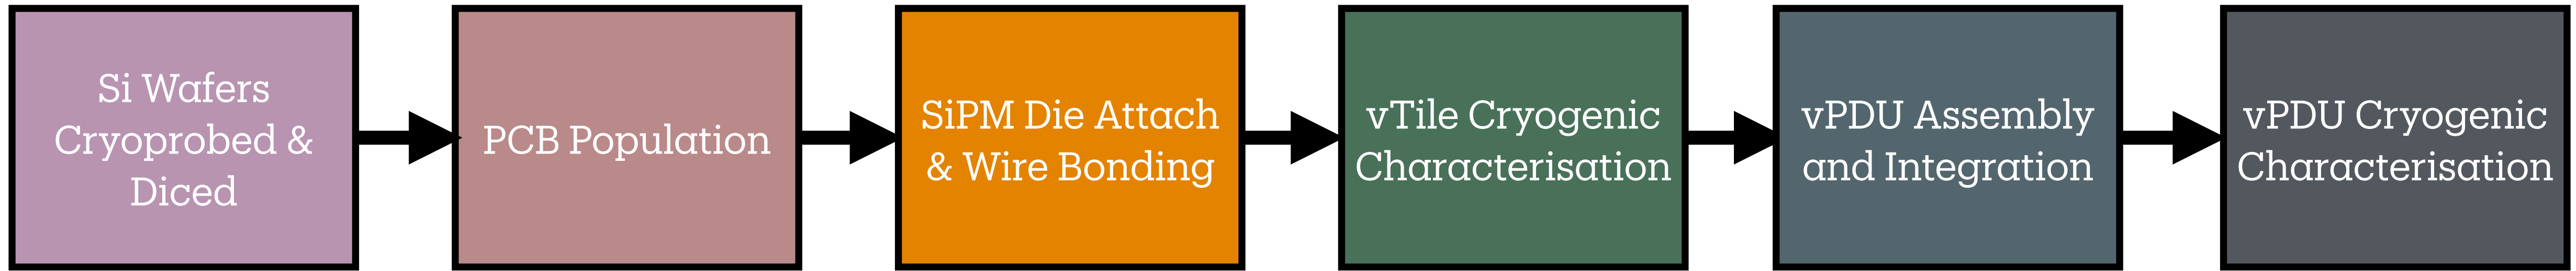 Si Wafers
Cryoprobed &
Diced
PCB Population
SiPM Die Attach
& Wire Bonding
vTile Cryogenic
Characterisation
vPDU Assembly
and Integration
vPDU Cryogenic
Characterisation